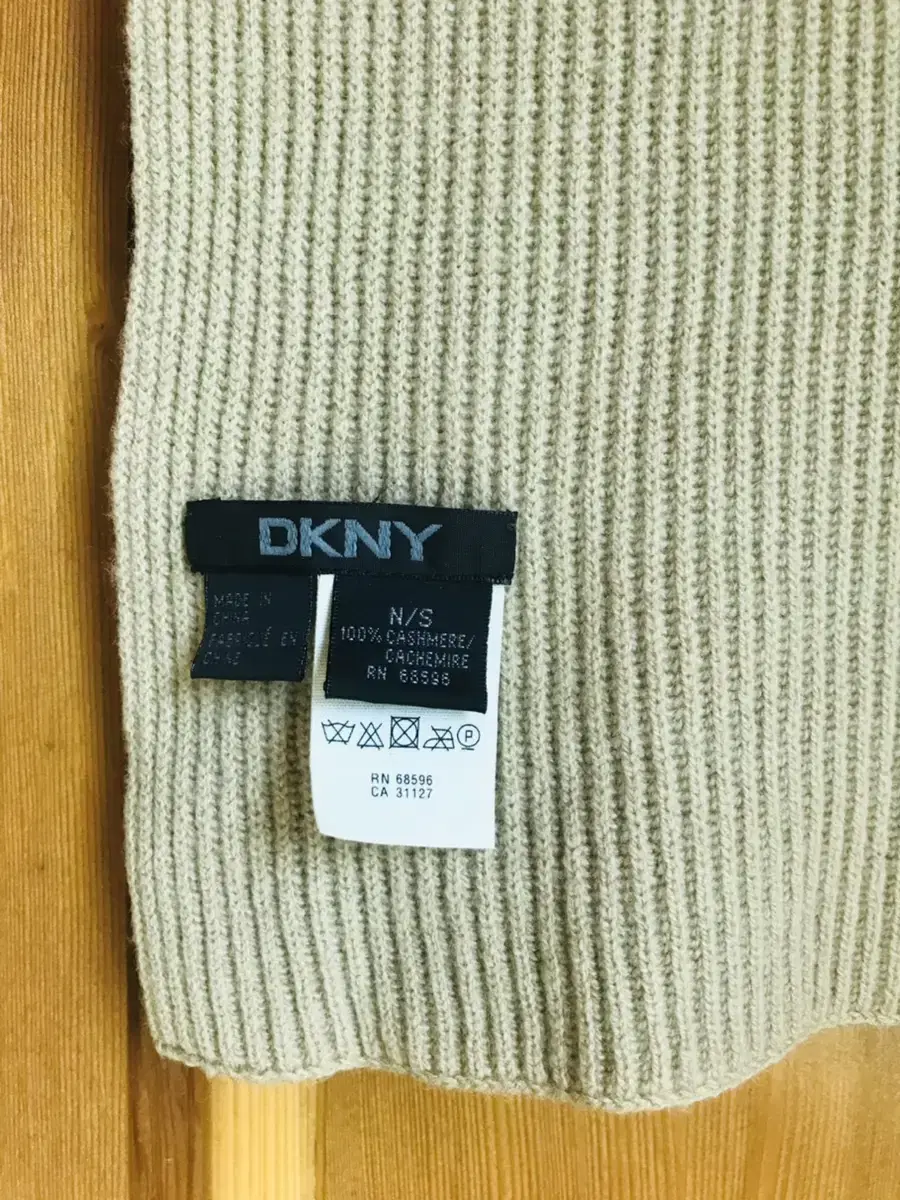 DKNY
MADE IN
CHINA
FABRIQUÉ EN
CHINE
N/S
100% CASHMERE/
CACHEMIRE
RN 68596
P
RN 68596
CA 31127